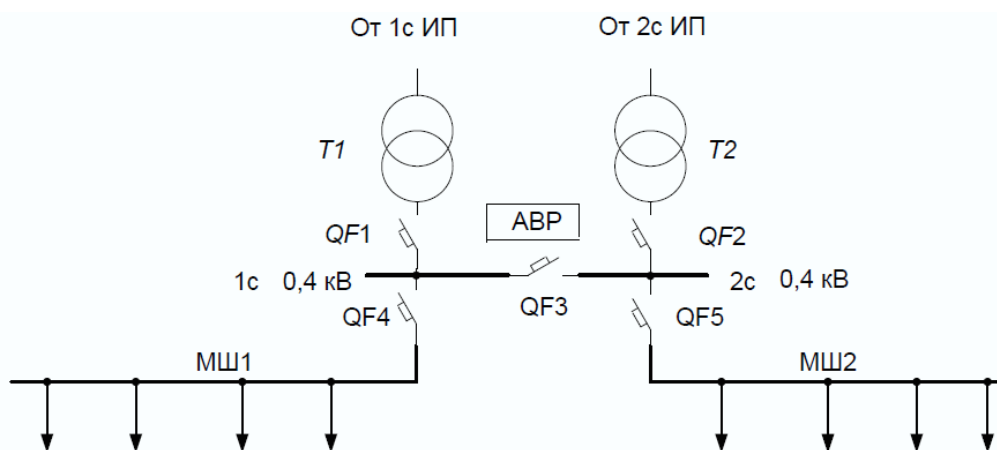 От 1с ИП
От 2с ИП
T1
T2
АВР
QF1
QF2
1с 0,4 кВ
QF3
2с 0,4 кВ
QF4
QF5
МШ1
МШ2